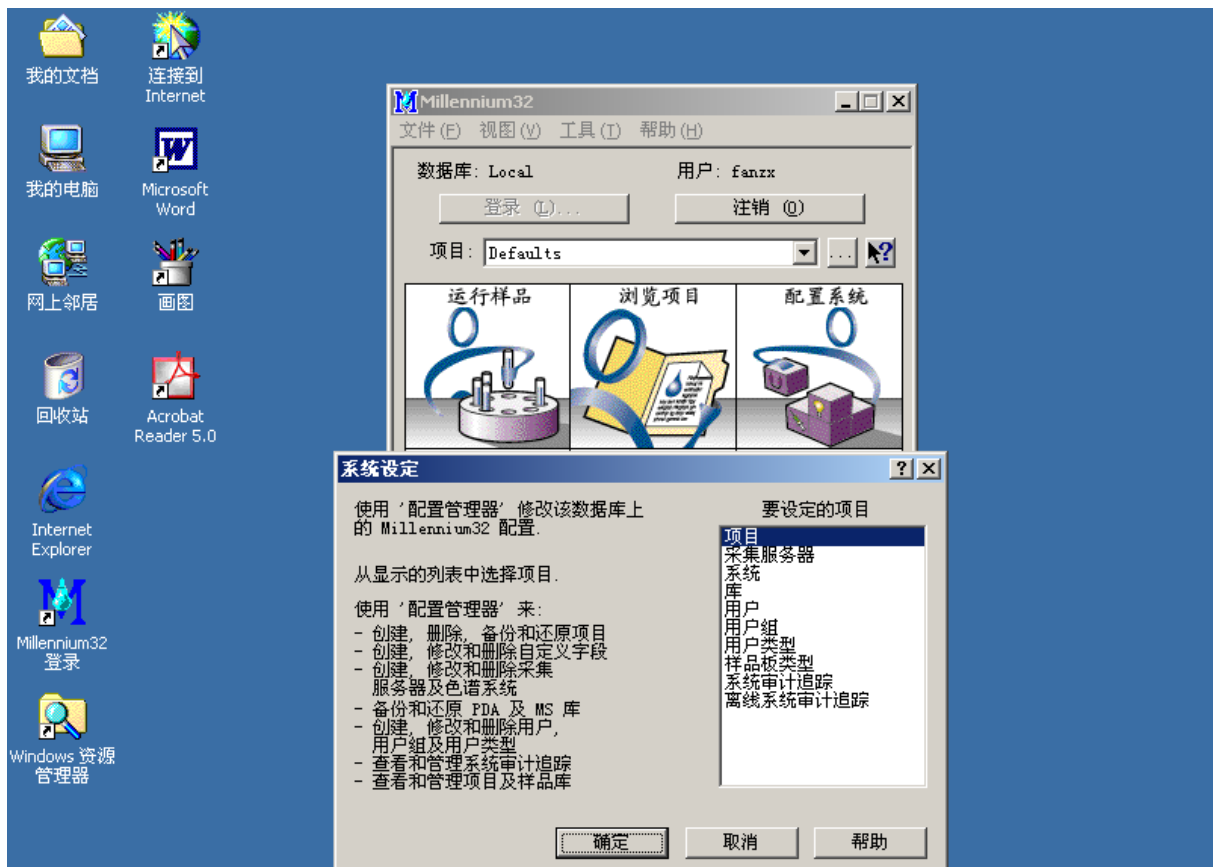 我的文档
连接到
Internet
我的电脑
Microsoft
Word
网上邻居
画图
回收站
Acrobat
Reader 5.0
Internet
Explorer
Millennium32
登录
Windows 资源
管理器
Millennium32
文件(F) 视图(V) 工具(T) 帮助(H)
数据库: Local 用户: fanzx
登录 (L)... 注销 (O)
项目: Defaults ...
运行样品 浏览项目 配置系统
系统设定
使用 '配置管理器' 修改该数据库上
的 Millennium32 配置.
从显示的列表中选择项目.
使用 '配置管理器' 来:
- 创建, 删除, 备份和还原项目
- 创建, 修改和删除自定义字段
- 创建, 修改和删除采集
服务器及色谱系统
- 备份和还原 PDA 及 MS 库
- 创建, 修改和删除用户,
用户组及用户类型
- 查看和管理系统审计追踪
- 查看和管理项目及样品库
要设定的项目
项目
采集服务器
系统
库
用户
用户组
用户类型
样品板类型
系统审计追踪
离线系统审计追踪
确定 取消 帮助